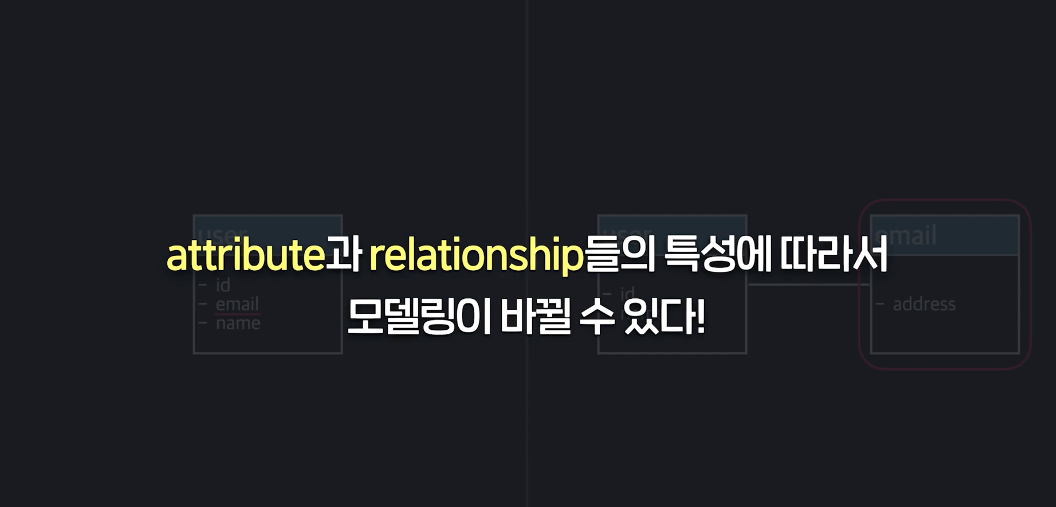 attribute과 relationship들의 특성에 따라서
모델링이 바뀔 수 있다!
user
- id
- email
- name
user
- id
email
- address